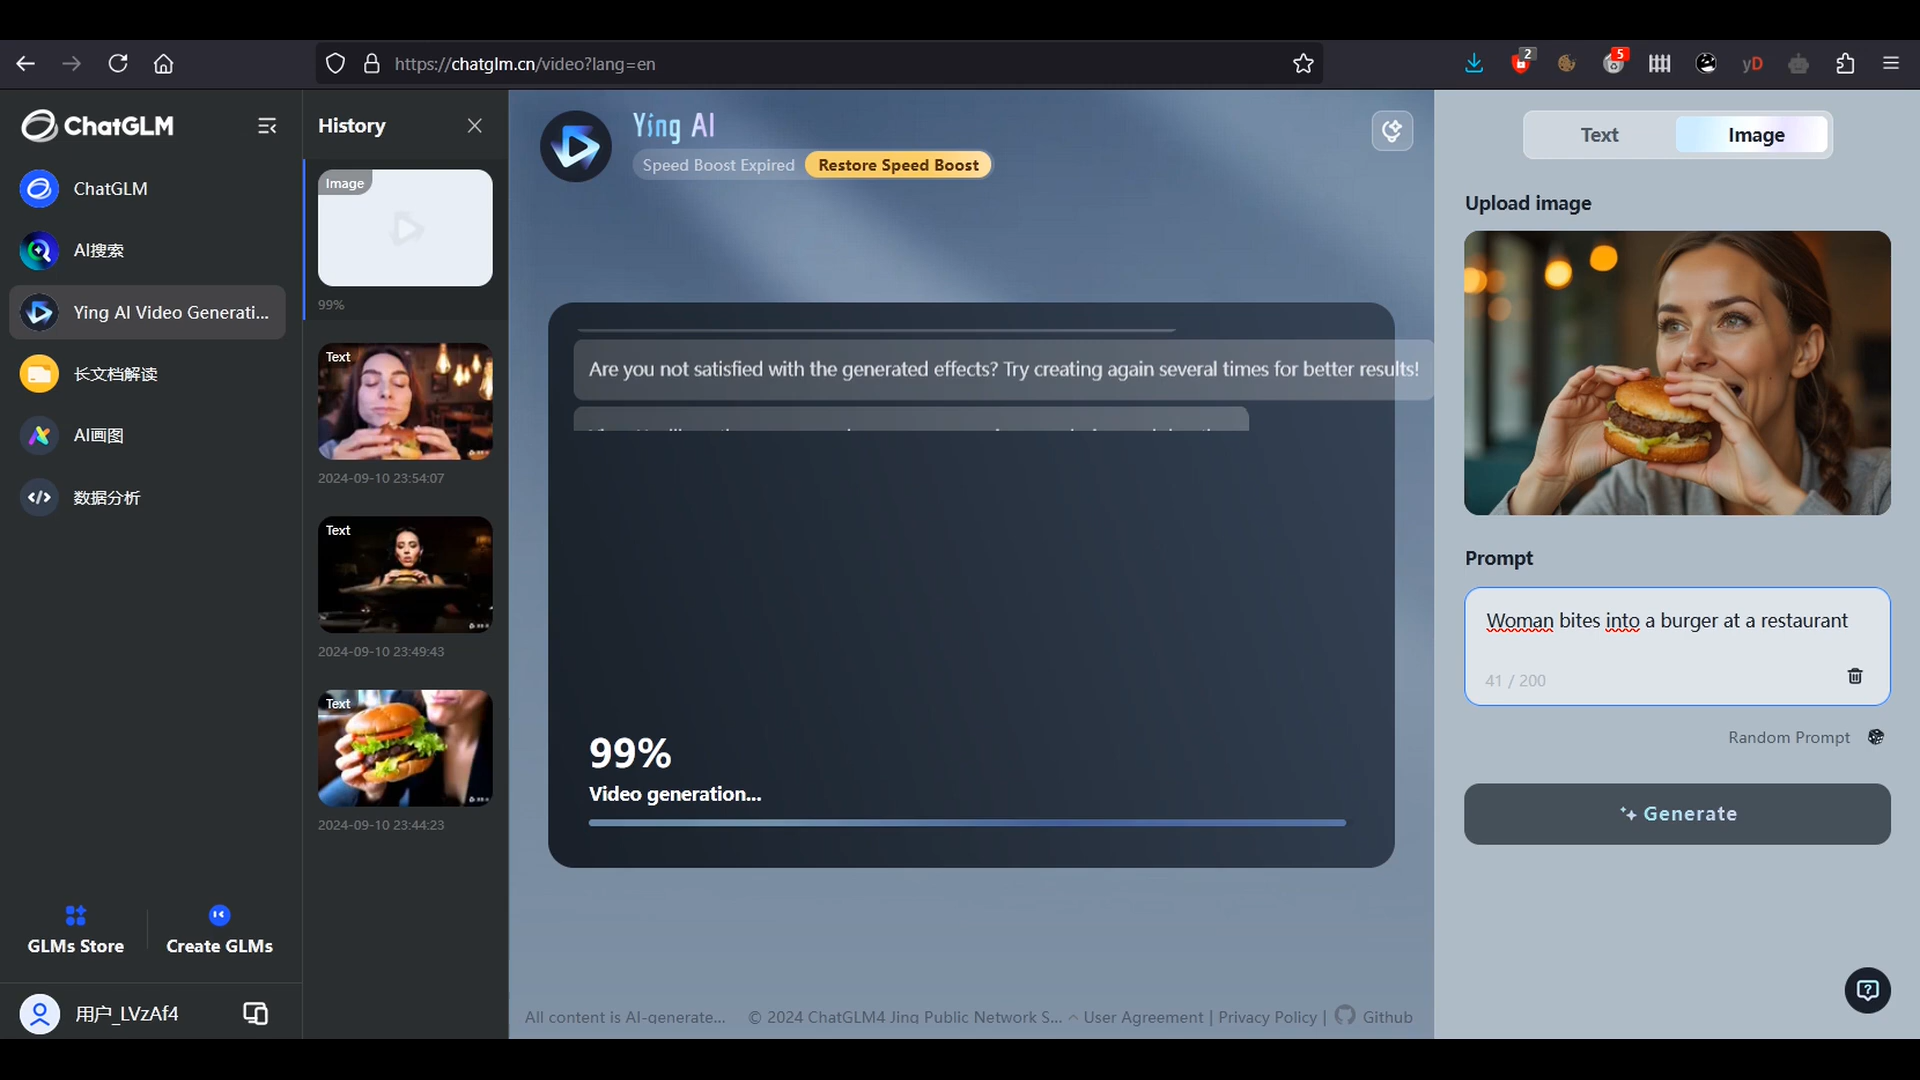 https://chatglm.cn/video?lang=en
2
5
yD
ChatGLM
ChatGLM
AI搜索
Ying AI Video Generati...
长文档解读
AI画图
数据分析
GLMs Store
Create GLMs
用户_LVzAf4
History
Image
99%
Text
2024-09-10 23:54:07
Text
2024-09-10 23:49:43
Text
2024-09-10 23:44:23
Ying AI
Speed Boost Expired
Restore Speed Boost
Are you not satisfied with the generated effects? Try creating again several times for better results!
99%
Video generation...
All content is AI-generate...
© 2024 ChatGLM4 Jing Public Network S...
User Agreement | Privacy Policy |
Github
Text
Image
Upload image
Prompt
Woman bites into a burger at a restaurant
41 / 200
Random Prompt
Generate